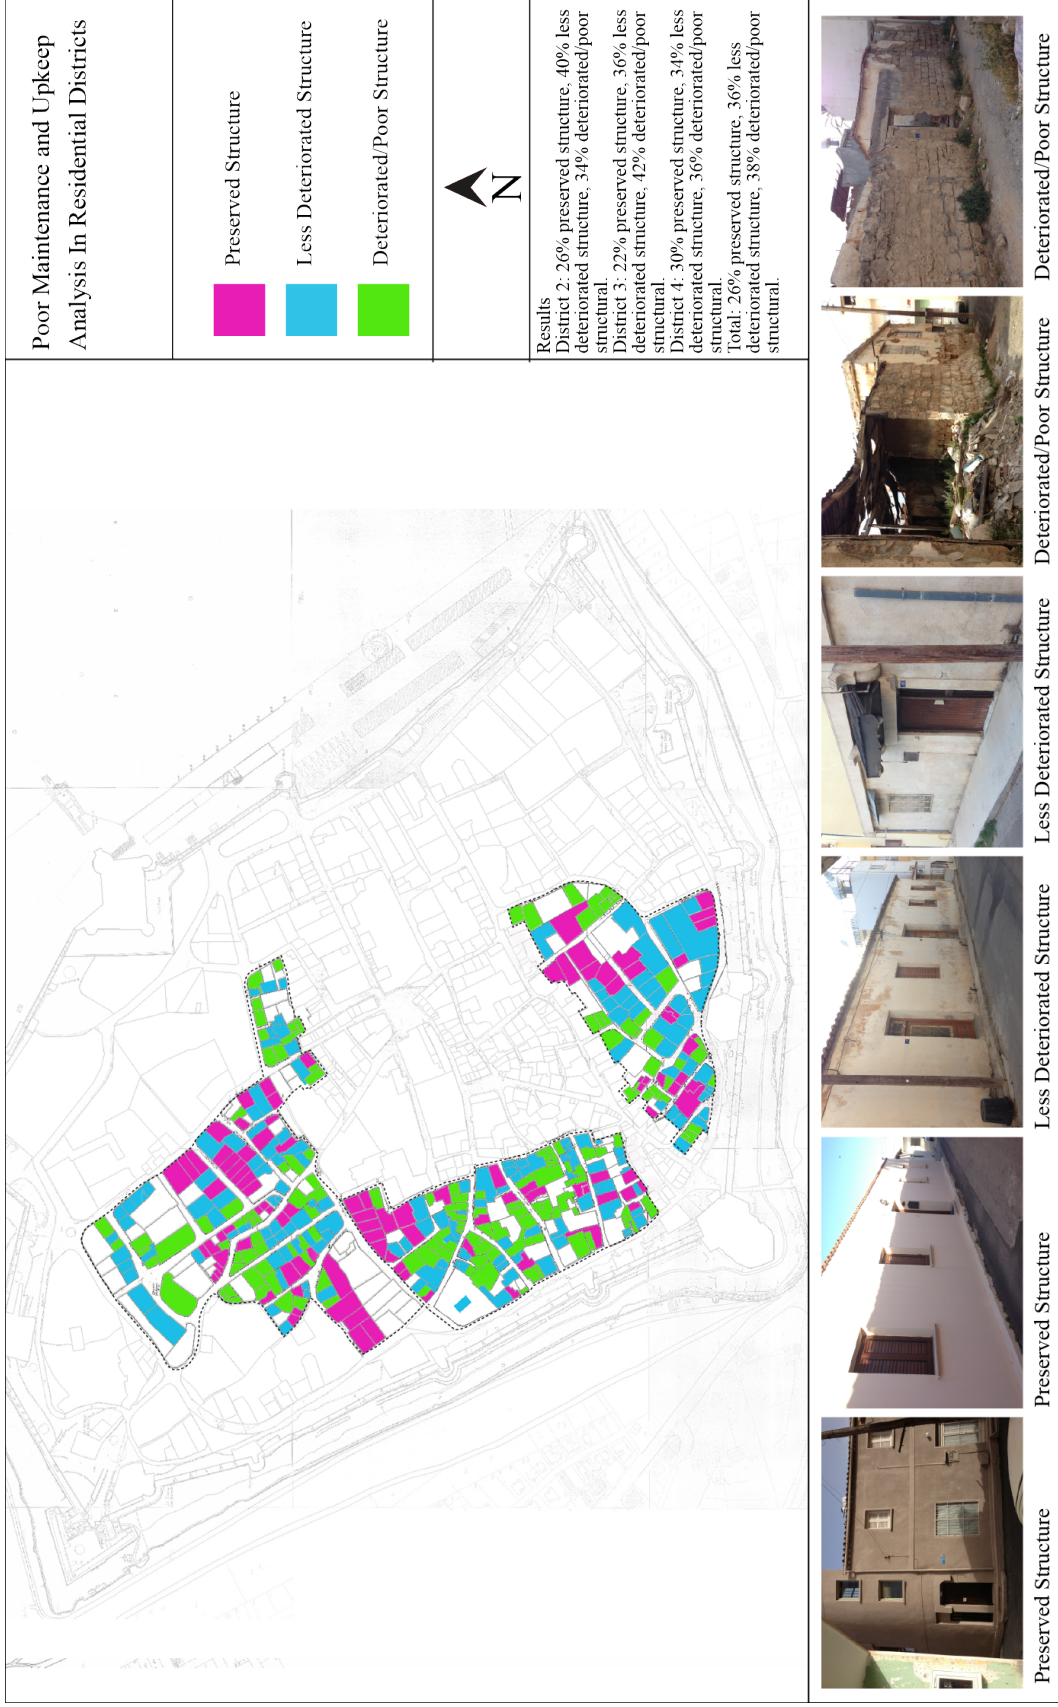 Poor Maintenance and Upkeep
Analysis In Residential Districts
Preserved Structure
Less Deteriorated Structure
Deteriorated/Poor Structure
N
Results
District 2: 26% preserved structure, 40% less
deteriorated structure, 34% deteriorated/poor
structural.
District 3: 22% preserved structure, 36% less
deteriorated structure, 42% deteriorated/poor
structural.
District 4: 30% preserved structure, 34% less
deteriorated structure, 36% deteriorated/poor
structural.
Total: 26% preserved structure, 36% less
deteriorated structure, 38% deteriorated/poor
structural.
Preserved Structure
Preserved Structure
Less Deteriorated Structure
Less Deteriorated Structure
Deteriorated/Poor Structure
Deteriorated/Poor Structure